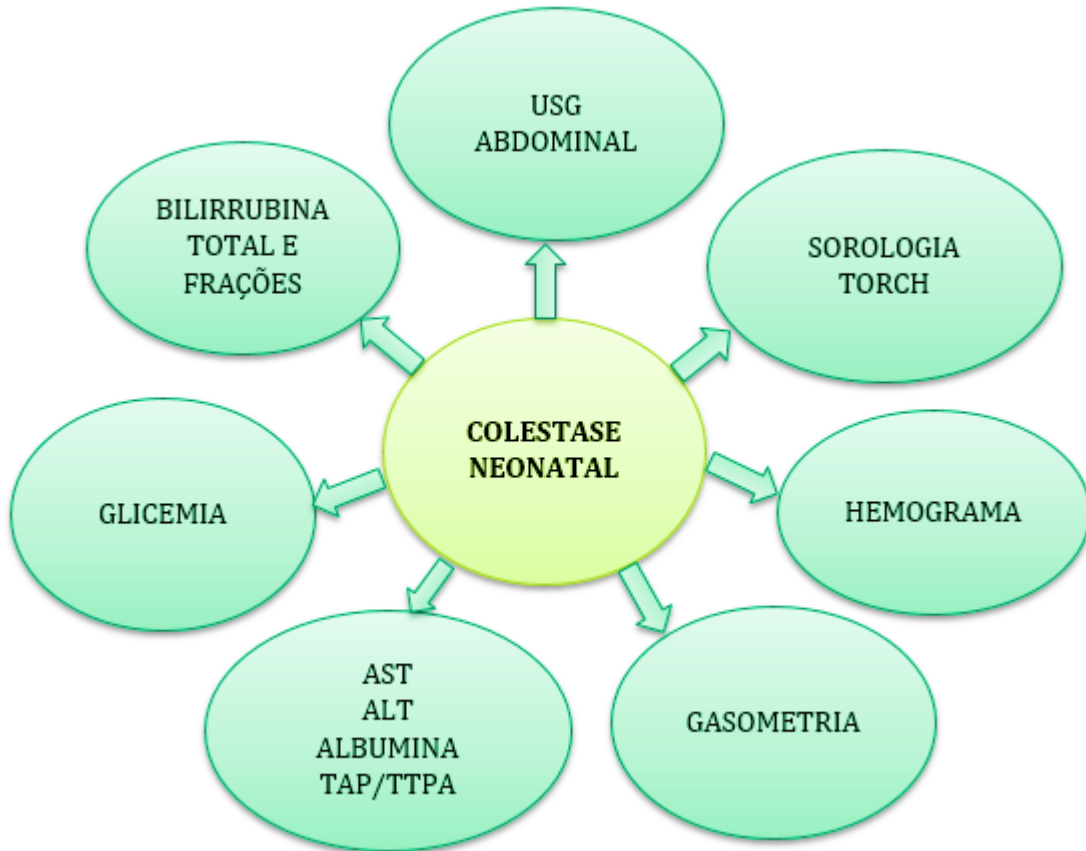 USG
ABDOMINAL
BILIRRUBINA
TOTAL E
FRAÇÕES
SOROLOGIA
TORCH
COLESTASE
NEONATAL
GLICEMIA
HEMOGRAMA
AST
ALT
ALBUMINA
TAP/TTPA
GASOMETRIA